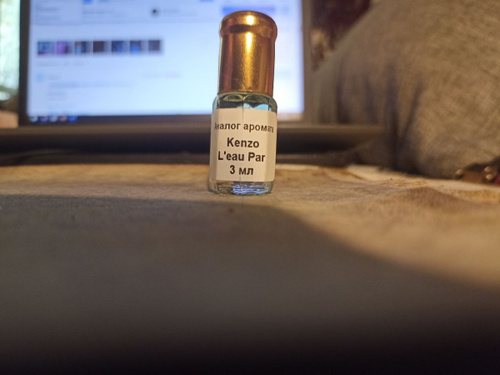 Аналог аромата
Kenzo
L'eau Par
3 мл